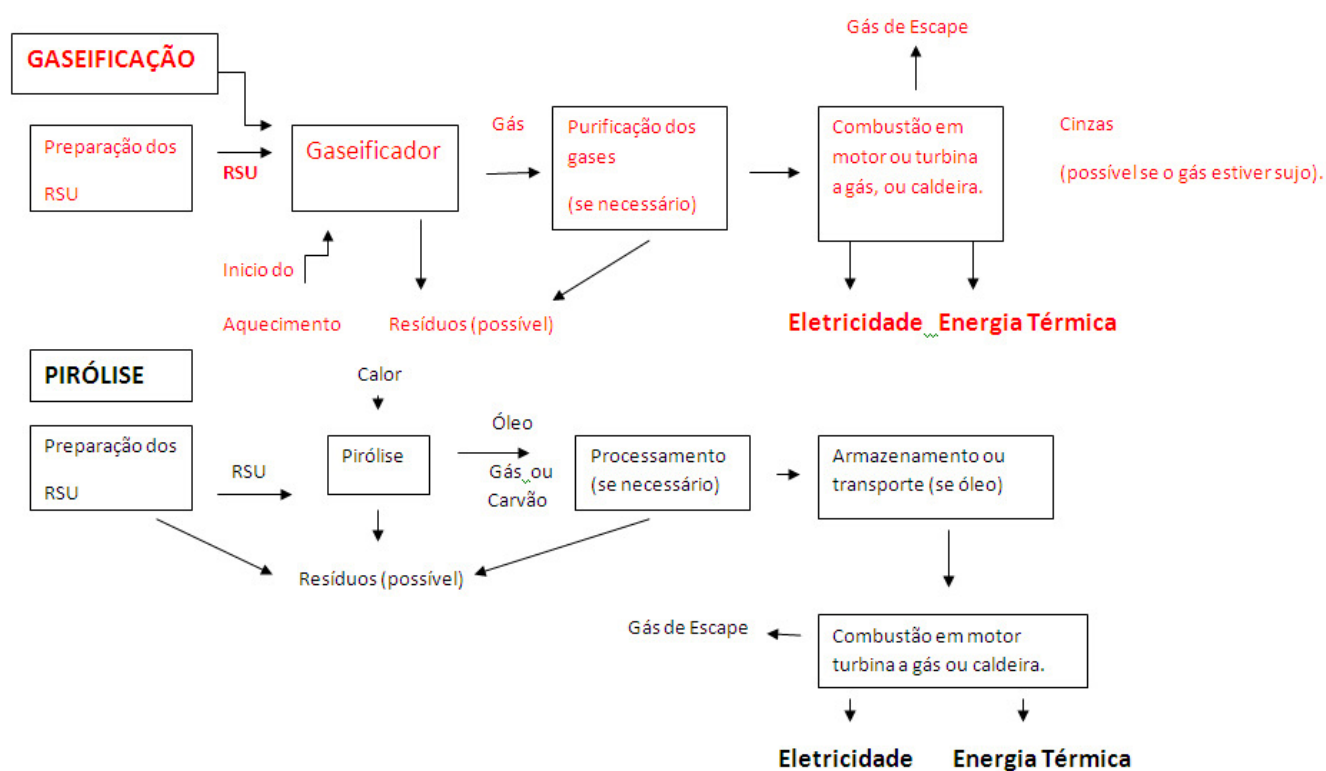 Gás de Escape
GASEIFICAÇÃO
Preparação dos
RSU
RSU
Gaseificador
Gás
Purificação dos
gases
(se necessário)
Combustão em
motor ou turbina
a gás, ou caldeira.
Cinzas
(possível se o gás estiver sujo).
Inicio do
Aquecimento
Resíduos (possível)
Eletricidade Energia Térmica
PIRÓLISE
Calor
Preparação dos
RSU
RSU
Pirólise
Óleo
Gás ou
Carvão
Processamento
(se necessário)
Armazenamento ou
transporte (se óleo)
Resíduos (possível)
Gás de Escape
Combustão em motor
turbina a gás ou caldeira.
Eletricidade
Energia Térmica